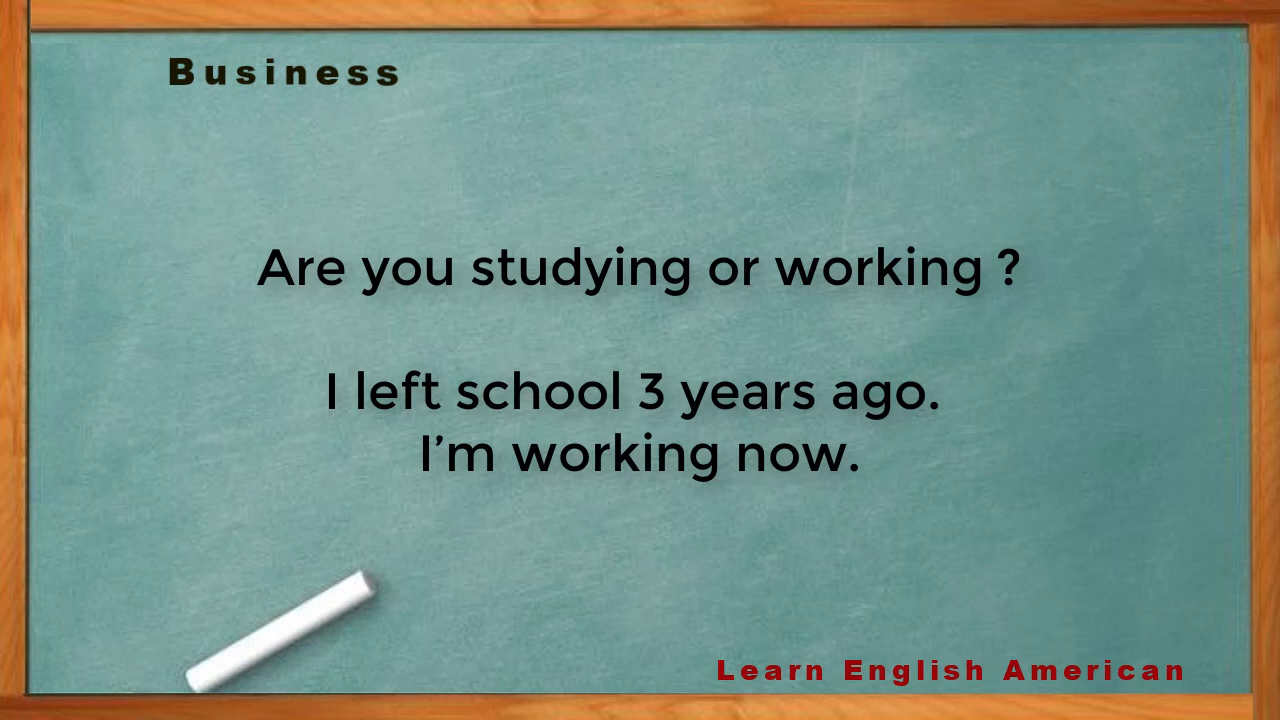 Business
Are you studying or working ?
I left school 3 years ago.
I’m working now.
Learn English American